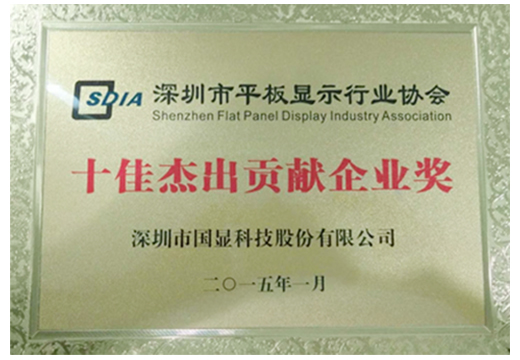 SDIA 深圳市平板显示行业协会
Shenzhen Flat Panel Display Industry Association
十佳杰出贡献企业奖
深圳市国显科技股份有限公司
二〇一五年一月